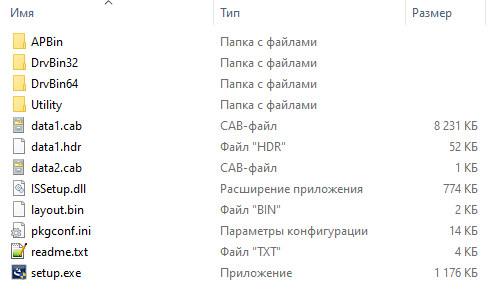 Имя Тип Размер
APBin Папка с файлами
DrvBin32 Папка с файлами
DrvBin64 Папка с файлами
Utility Папка с файлами
data1.cab CAB-файл 8 231 КБ
data1.hdr Файл "HDR" 52 КБ
data2.cab CAB-файл 1 КБ
ISSetup.dll Расширение приложения 774 КБ
layout.bin Файл "BIN" 2 КБ
pkgconf.ini Параметры конфигурации 14 КБ
readme.txt Файл "TXT" 4 КБ
setup.exe Приложение 1 176 КБ